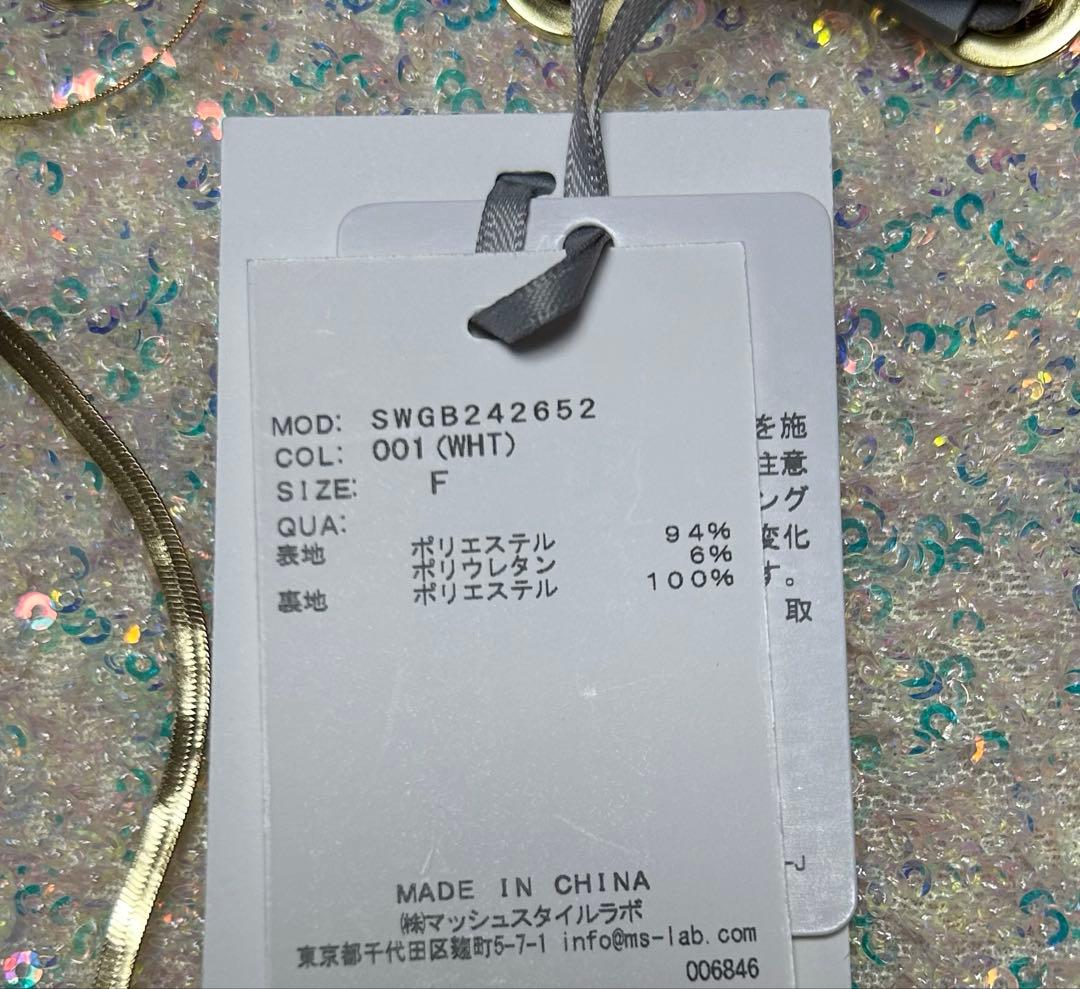 MOD: SWGB242652
COL: 001(WHT)
SIZE: F
QUA:
表地 ポリエステル 94%
ポリウレタン 6%
裏地 ポリエステル 100%
MADE IN CHINA
㈱マッシュスタイルラボ
東京都千代田区麹町5-7-1 info@ms-lab.com
006846
を施
注意
ング
変化
す。
取
-J